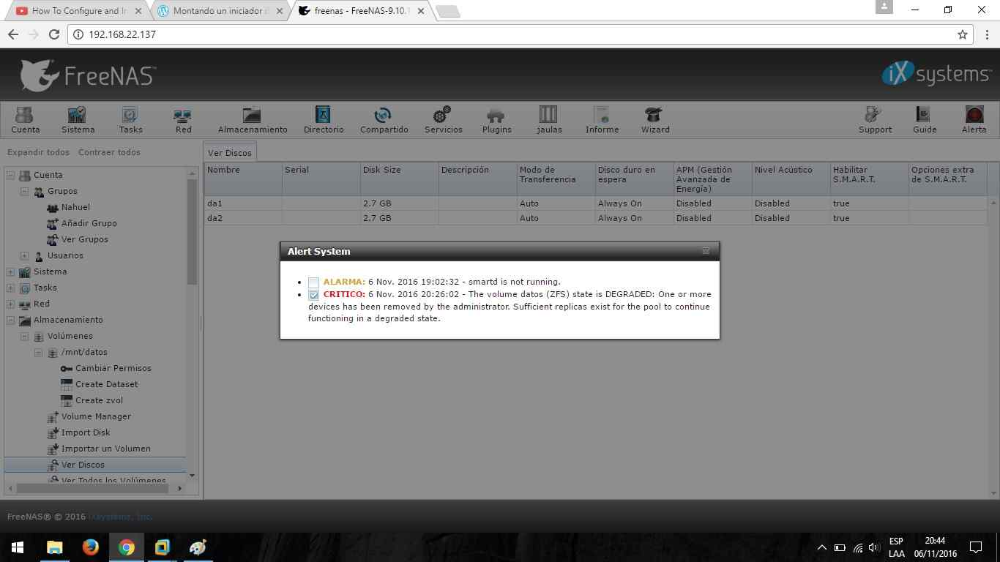 How To Configure and In
Montando un iniciador i
freenas - FreeNAS-9.10.1
192.168.22.137
FreeNAS™
iXsystems™
Cuenta
Sistema
Tasks
Red
Almacenamiento
Directorio
Compartido
Servicios
Plugins
jaulas
Informe
Wizard
Support
Guide
Alerta
Expandir todos Contraer todos
Cuenta
Grupos
Nahuel
Añadir Grupo
Ver Grupos
Usuarios
Sistema
Tasks
Red
Almacenamiento
Volúmenes
/mnt/datos
Cambiar Permisos
Create Dataset
Create zvol
Volume Manager
Import Disk
Importar un Volumen
Ver Discos
Ver Todos los Volúmenes
Ver Discos
Nombre
Serial
Disk Size
Descripción
Modo de
Transferencia
Disco duro en
espera
APM (Gestión
Avanzada de
Energía)
Nivel Acústico
Habilitar
S.M.A.R.T.
Opciones extra
de S.M.A.R.T.
da1 2.7 GB Auto Always On Disabled Disabled true
da2 2.7 GB Auto Always On Disabled Disabled true
Alert System
ALARMA: 6 Nov. 2016 19:02:32 - smartd is not running.
CRITICO: 6 Nov. 2016 20:26:02 - The volume datos (ZFS) state is DEGRADED: One or more
devices has been removed by the administrator. Sufficient replicas exist for the pool to continue
functioning in a degraded state.
FreeNAS® © 2016 iXsystems, Inc.
ESP
LAA
20:44
06/11/2016